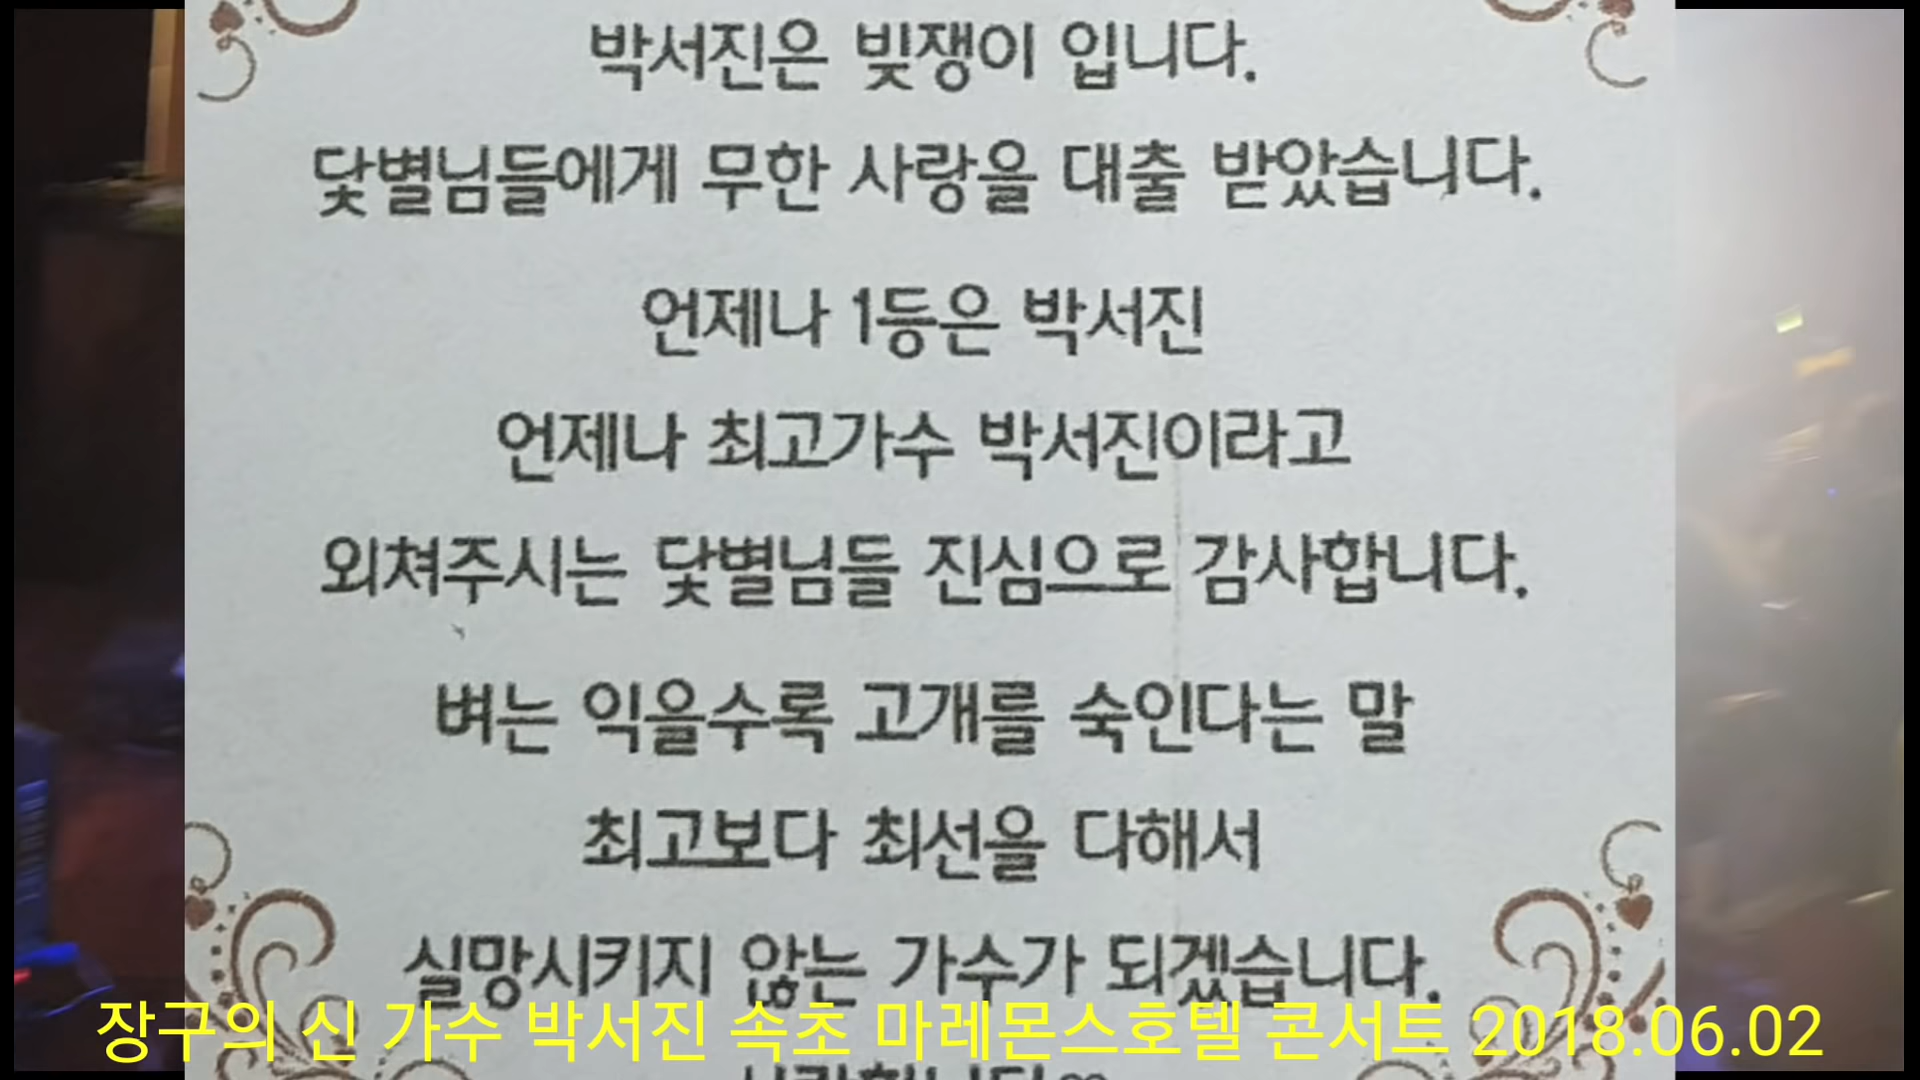 박서진은 빚쟁이 입니다.
닻별님들에게 무한 사랑을 대출 받았습니다.
언제나 1등은 박서진
언제나 최고가수 박서진이라고
외쳐주시는 닻별님들 진심으로 감사합니다.
벼는 익을수록 고개를 숙인다는 말
최고보다 최선을 다해서
실망시키지 않는 가수가 되겠습니다.
장구의 신 가수 박서진 속초 마레몬스호텔 콘서트 2018.06.02